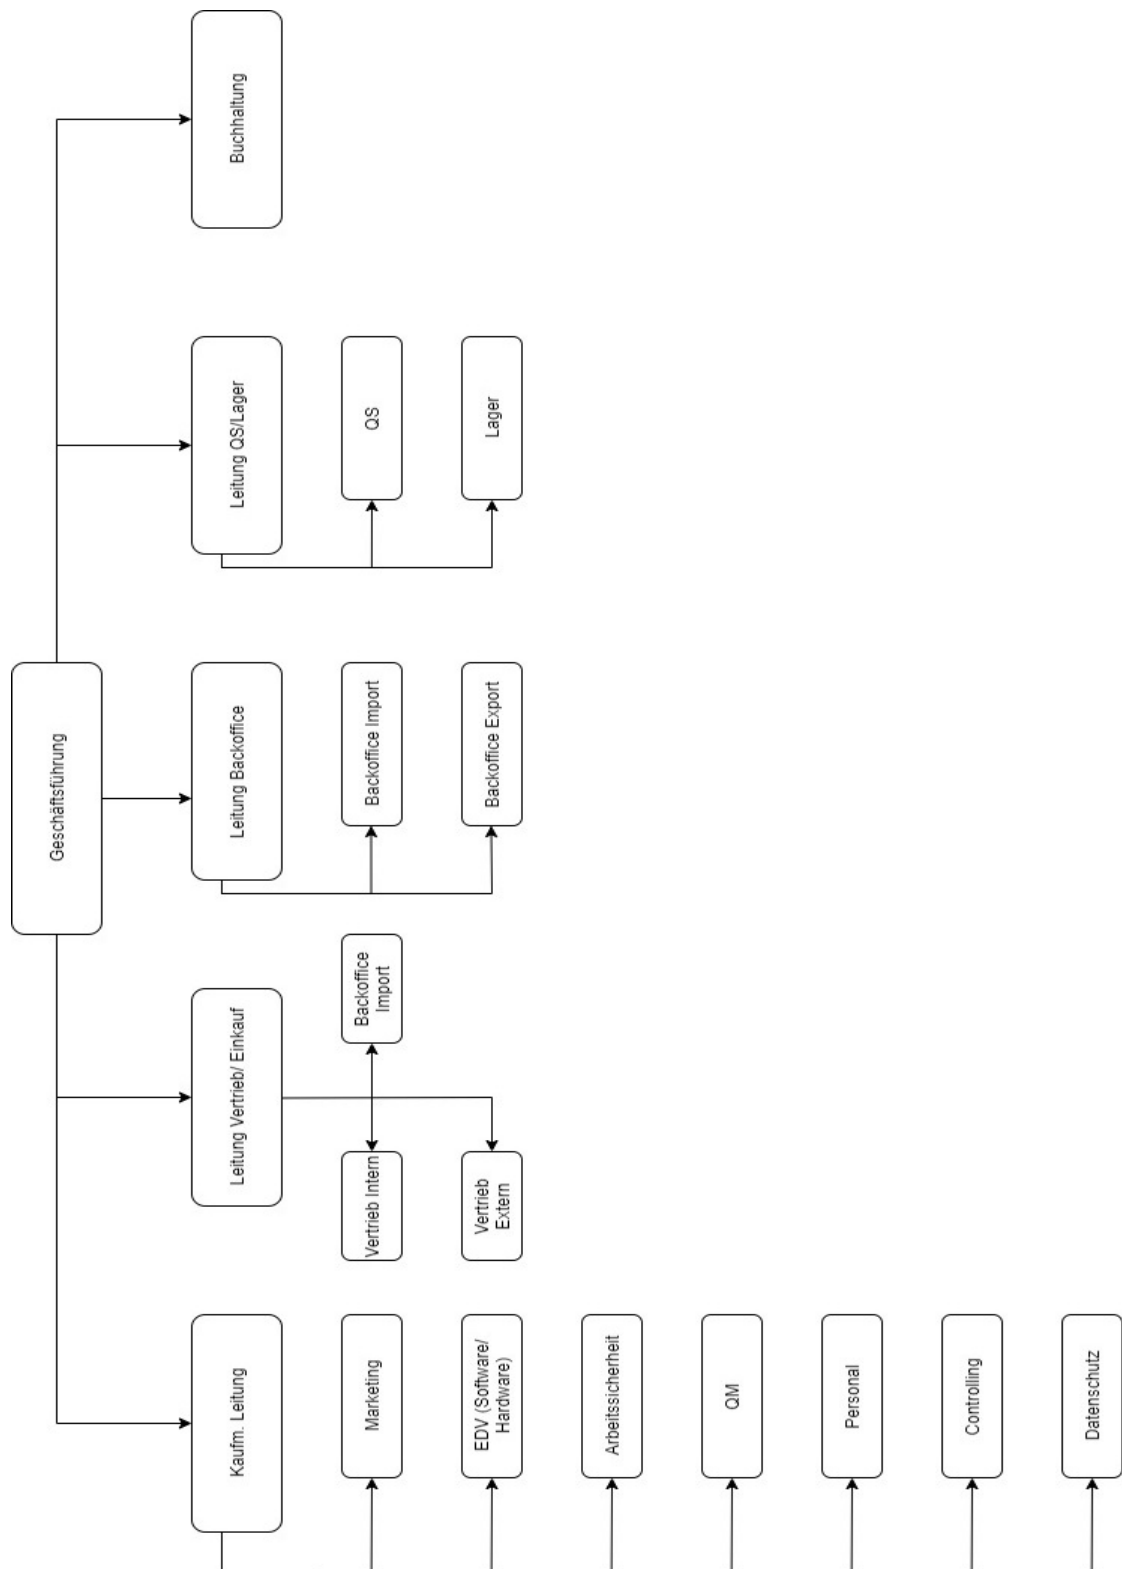 Geschäftsführung
Kaufm. Leitung
Leitung Vertrieb/ Einkauf
Leitung Backoffice
Leitung QS/Lager
Buchhaltung
Marketing
EDV (Software/
Hardware)
Arbeitssicherheit
QM
Personal
Controlling
Datenschutz
Vertrieb Intern
Backoffice
Import
Vertrieb
Extern
Backoffice Import
Backoffice Export
QS
Lager